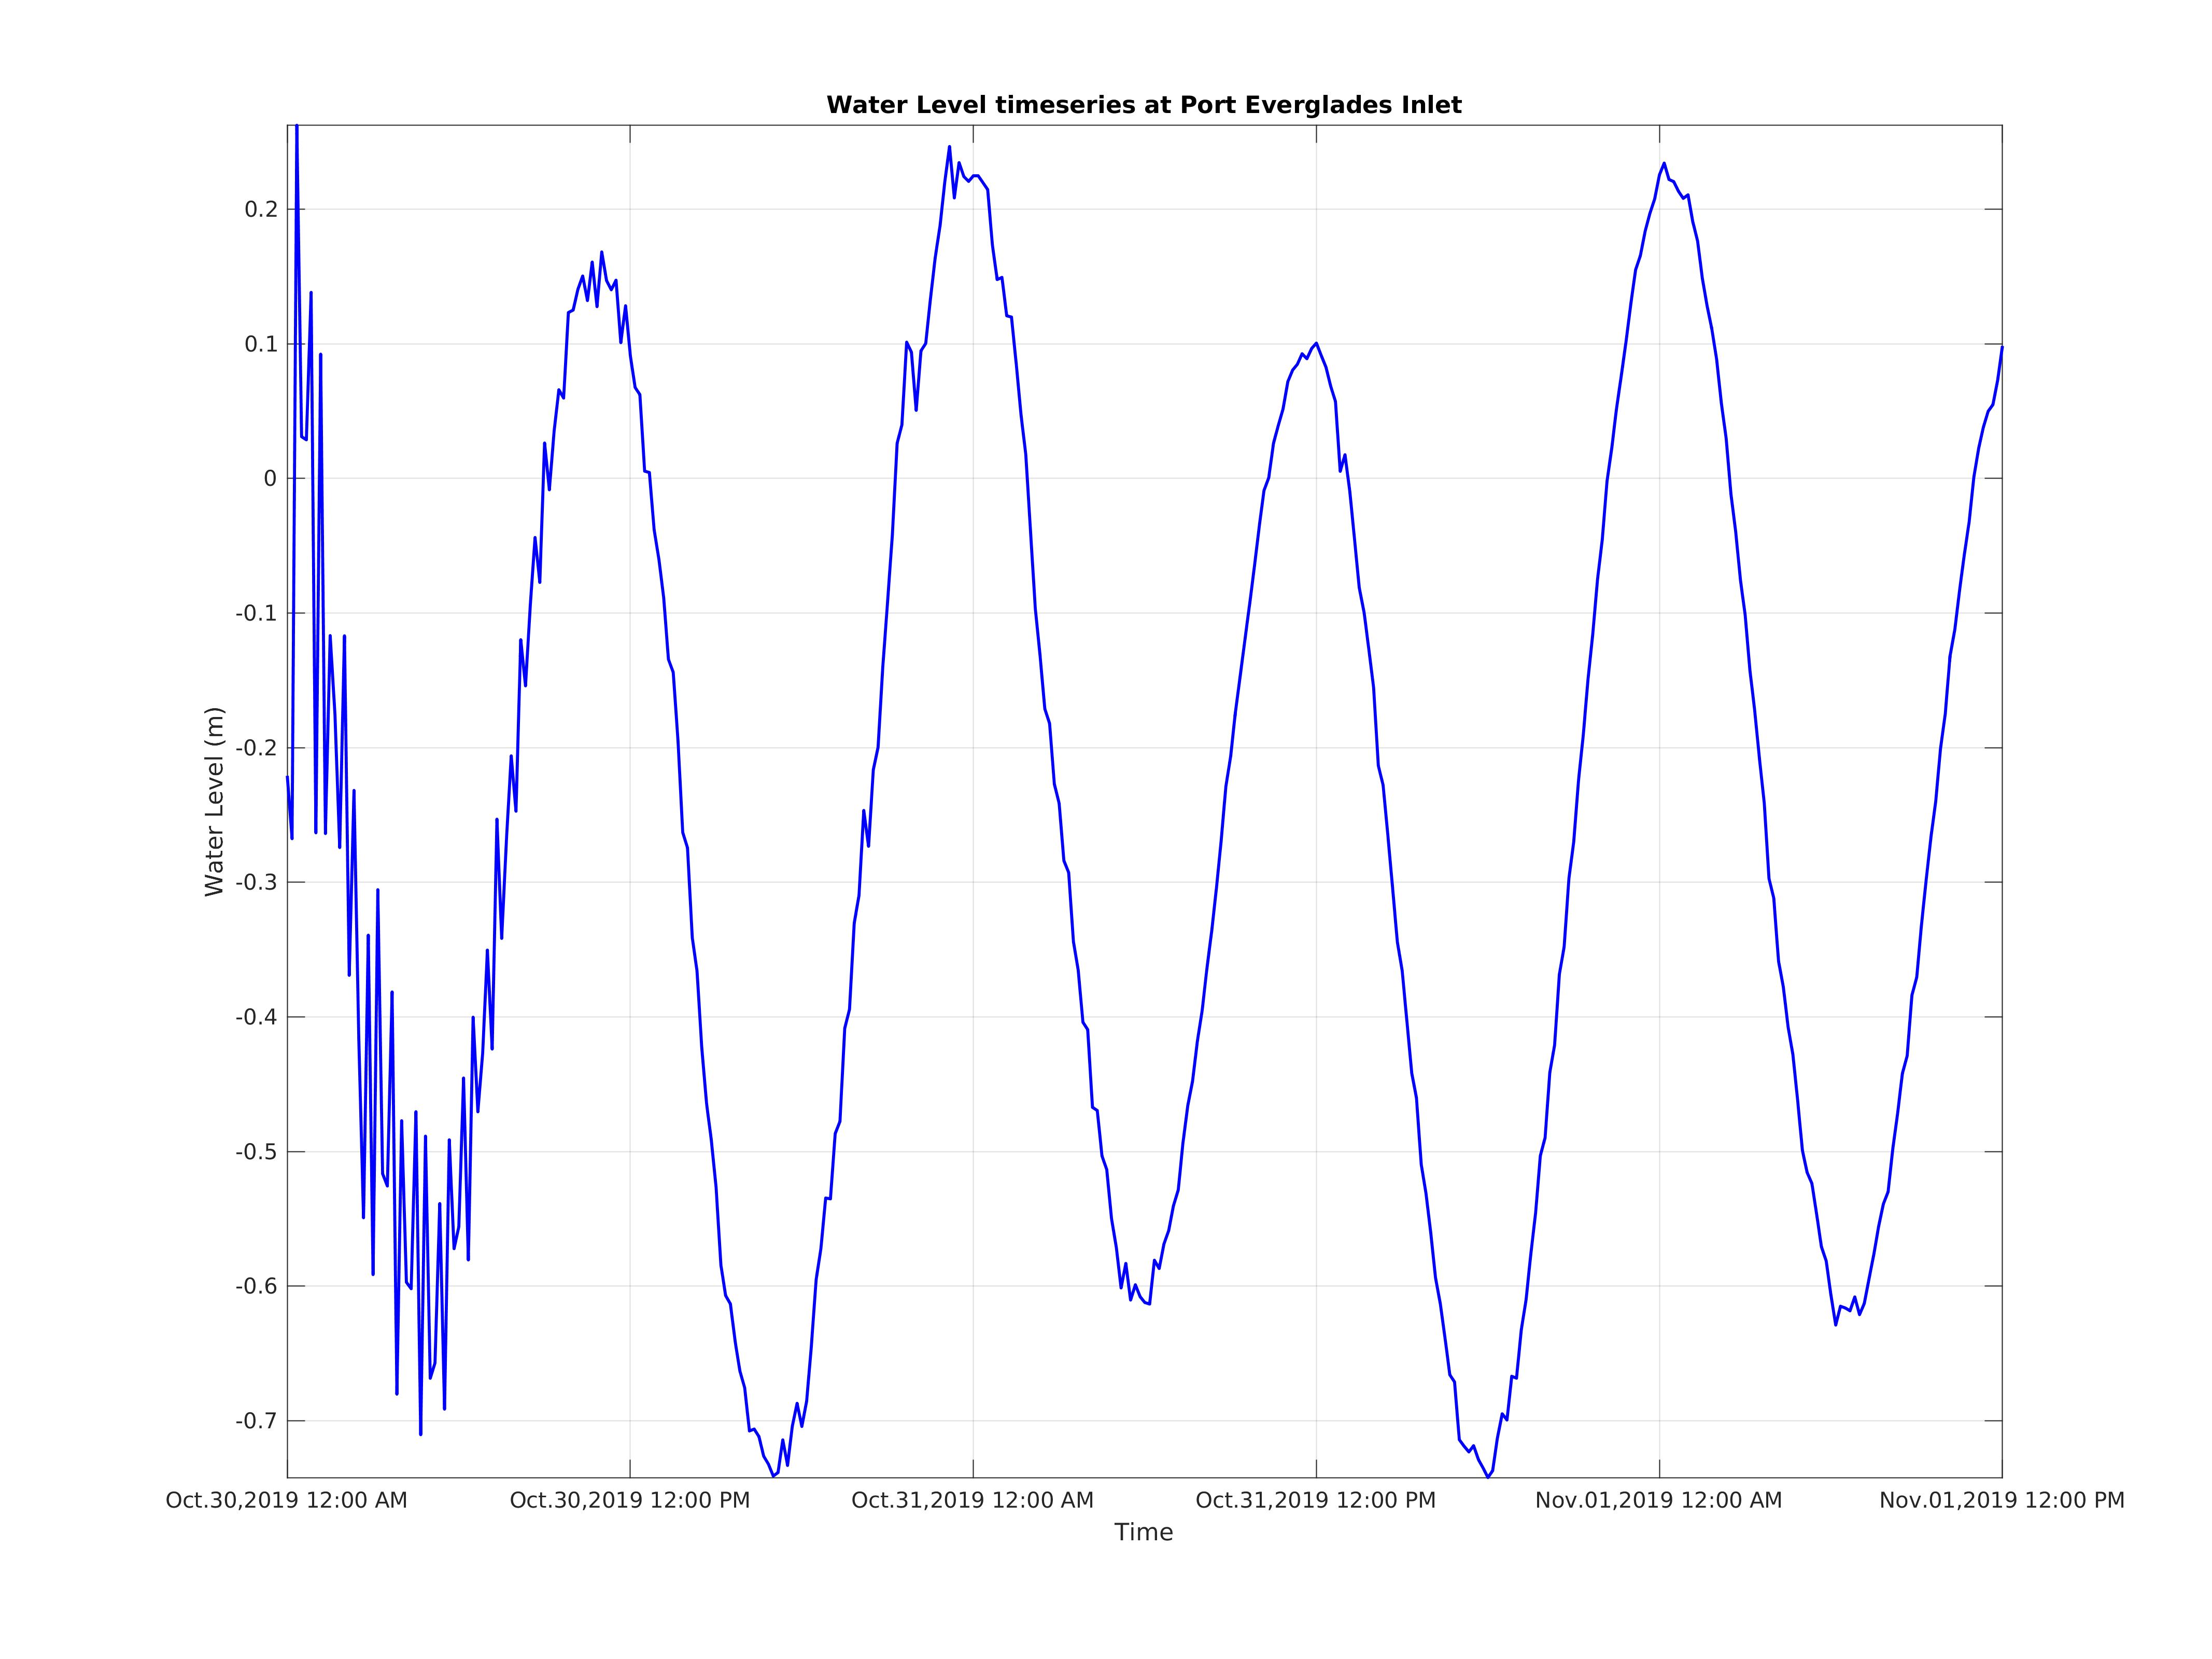 Water Level timeseries at Port Everglades Inlet
0.2
0.1
0
-0.1
-0.2
-0.3
-0.4
-0.5
-0.6
-0.7
Water Level (m)
Oct.30,2019 12:00 AM
Oct.30,2019 12:00 PM
Oct.31,2019 12:00 AM
Oct.31,2019 12:00 PM
Nov.01,2019 12:00 AM
Nov.01,2019 12:00 PM
Time